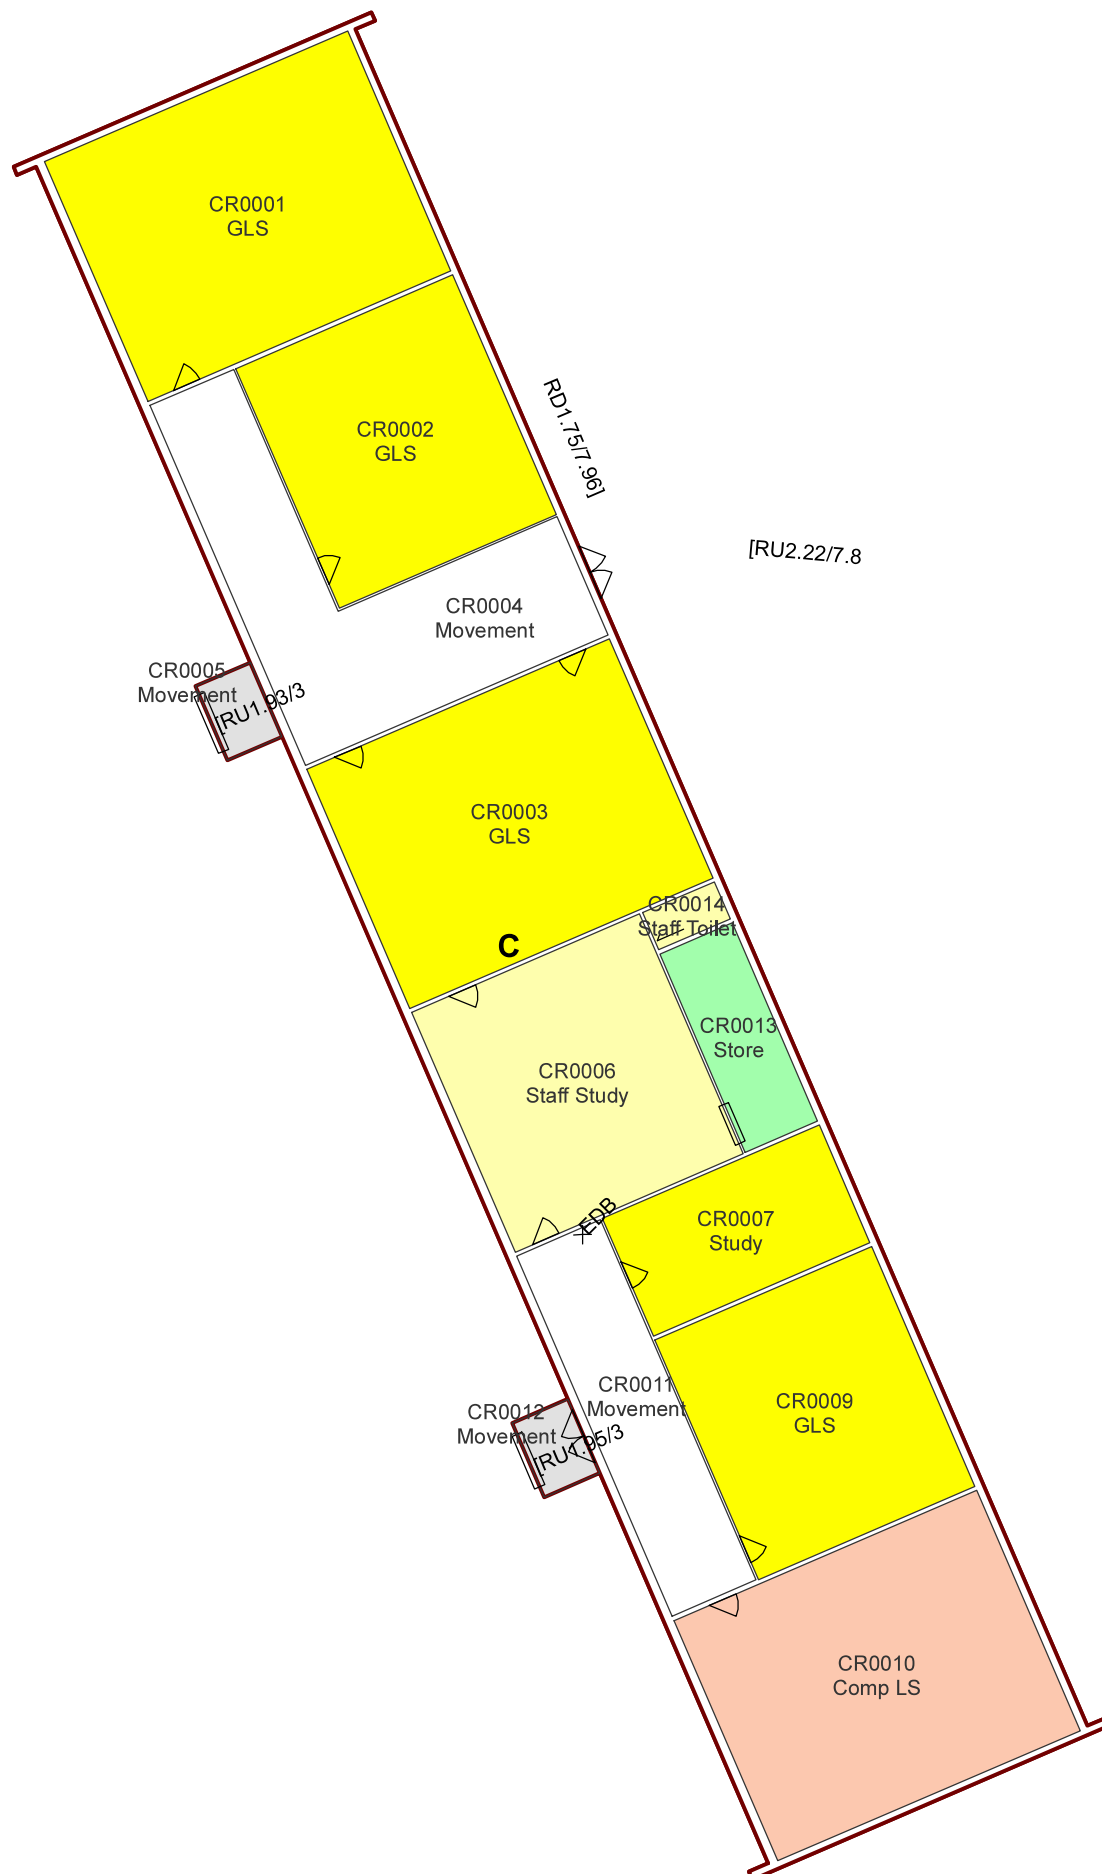 CR0001
GLS
CR0002
GLS
RD1.75/7.96]
[RU2.22/7.8
CR0004
Movement
CR0005
Movement
[RU1.93/3
CR0003
GLS
CR0014
Staff Toilet
C
CR0013
Store
CR0006
Staff Study
EDB
CR0007
Study
CR0011
Movement
CR0009
GLS
CR0012
Movement
[RU1.95/3
CR0010
Comp LS